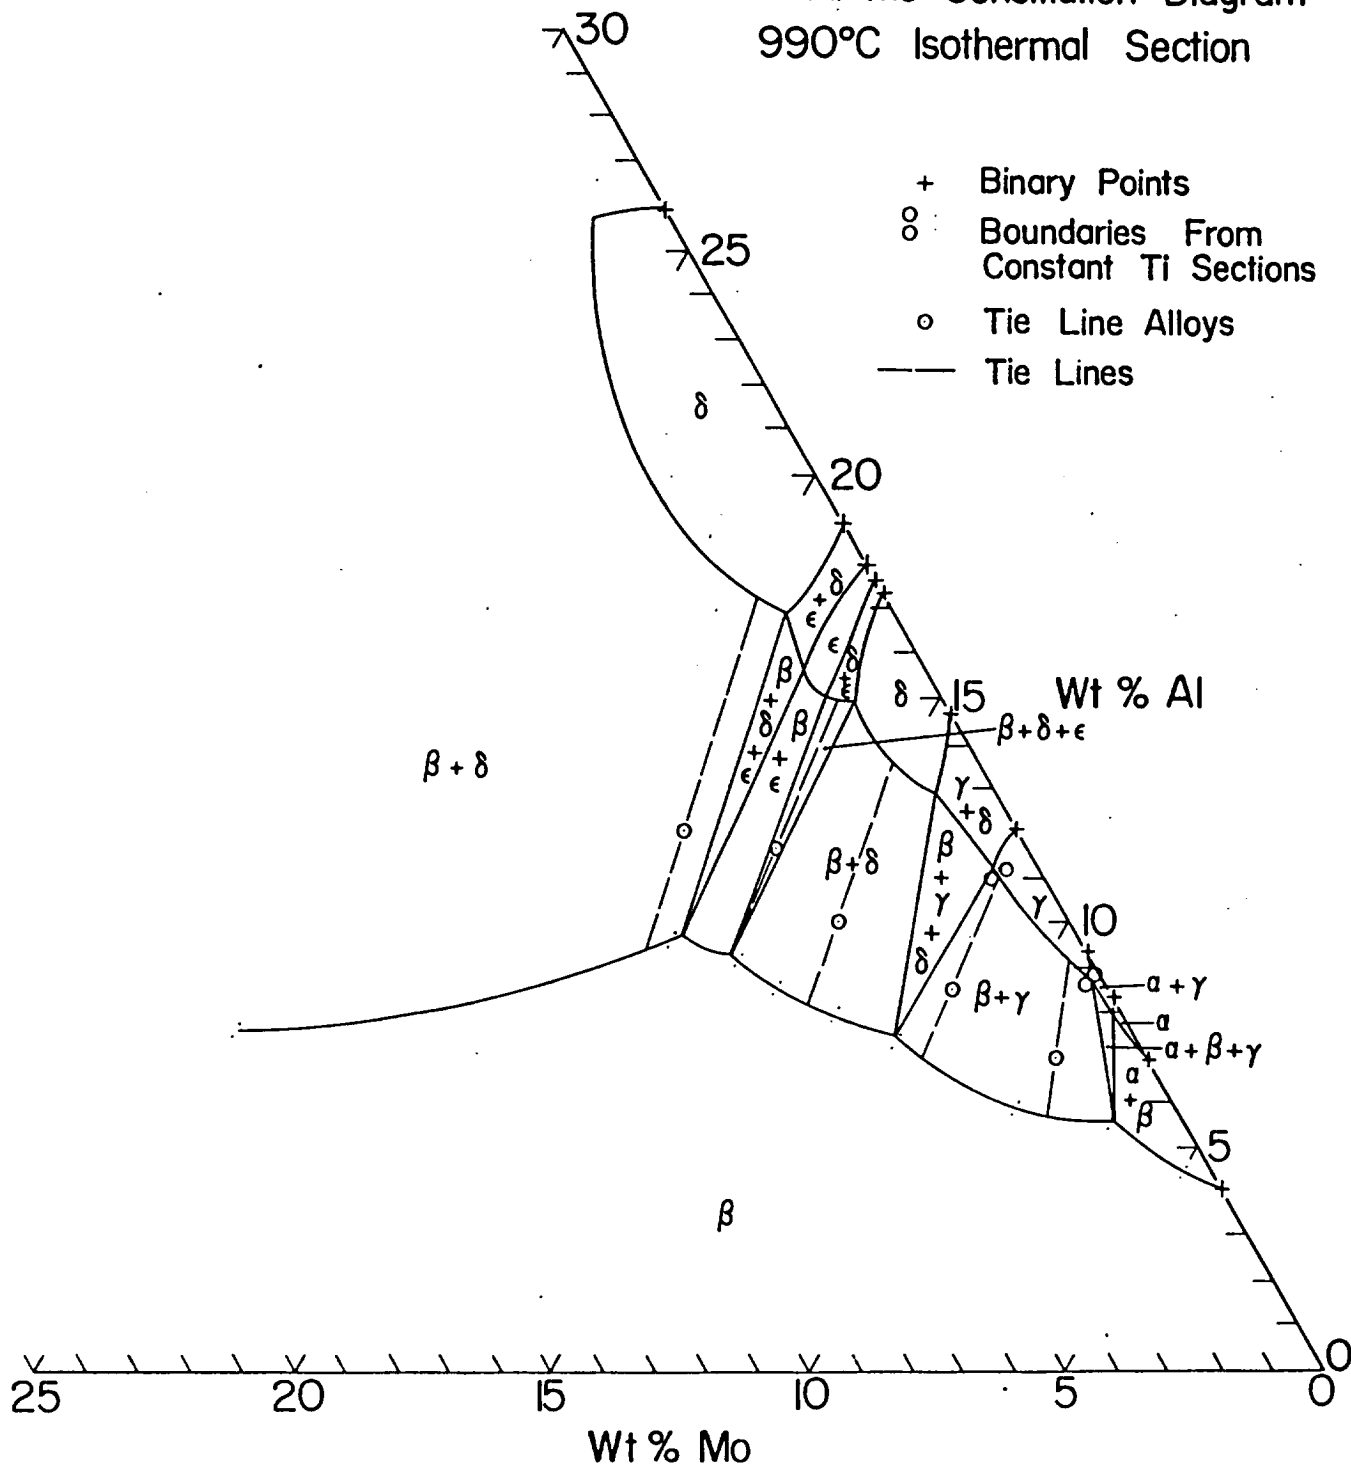 Diagram
990°C Isothermal Section
30
+ Binary Points
Boundaries From
Constant Ti Sections
Tie Line Alloys
Tie Lines
25
δ
20
δ
+
ϵ
ϵ
β
+
δ
+
ϵ
β
+
ϵ
δ
+
ϵ
δ
15
Wt % Al
β+δ+ϵ
β + δ
γ
+δ
β+δ
β
+
γ
+
δ
γ
10
β+γ
α+γ
α
α+β+γ
α
+
β
5
β
0
25
20
15
10
5
0
Wt % Mo